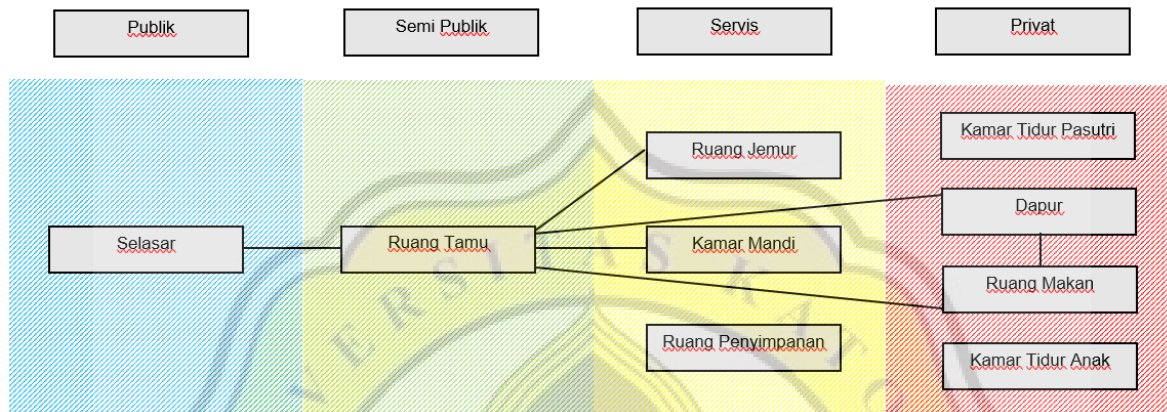 Publik
Semi Publik
Servis
Privat
Kamar Tidur Pasutri
Ruang Jemur
Dapur
Selasar
Ruang Tamu
Kamar Mandi
Ruang Makan
Ruang Penyimpanan
Kamar Tidur Anak